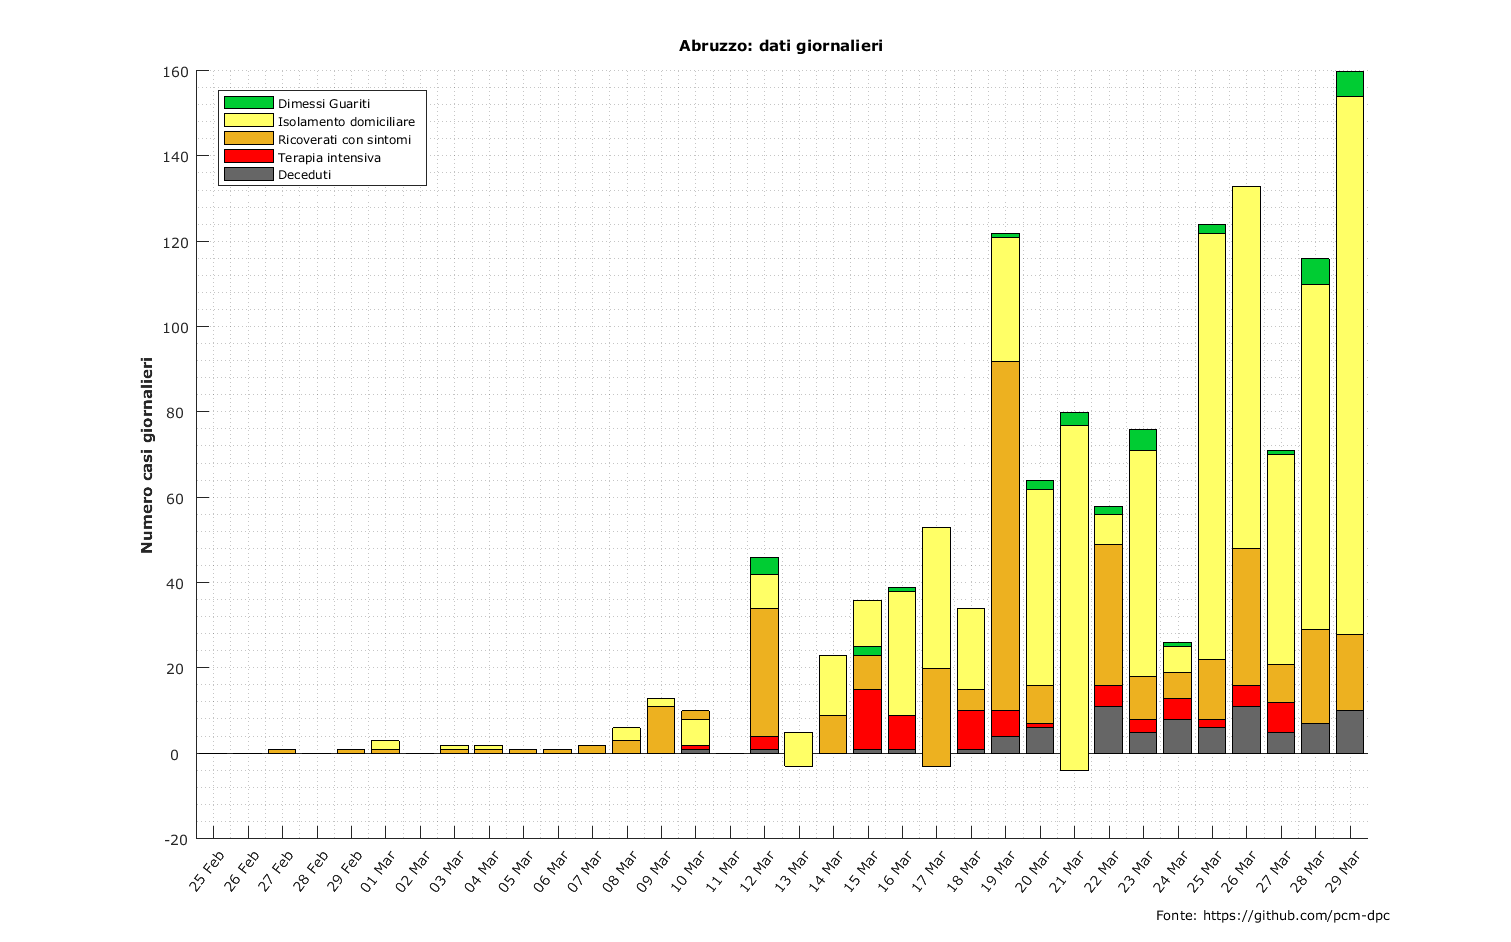 Abruzzo: dati giornalieri
160
140
120
100
80
60
40
20
0
-20
Numero casi giornalieri
Dimessi Guariti
Isolamento domiciliare
Ricoverati con sintomi
Terapia intensiva
Deceduti
25 Feb
26 Feb
27 Feb
28 Feb
29 Feb
01 Mar
02 Mar
03 Mar
04 Mar
05 Mar
06 Mar
07 Mar
08 Mar
09 Mar
10 Mar
11 Mar
12 Mar
13 Mar
14 Mar
15 Mar
16 Mar
17 Mar
18 Mar
19 Mar
20 Mar
21 Mar
22 Mar
23 Mar
24 Mar
25 Mar
26 Mar
27 Mar
28 Mar
29 Mar
Fonte: https://github.com/pcm-dpc